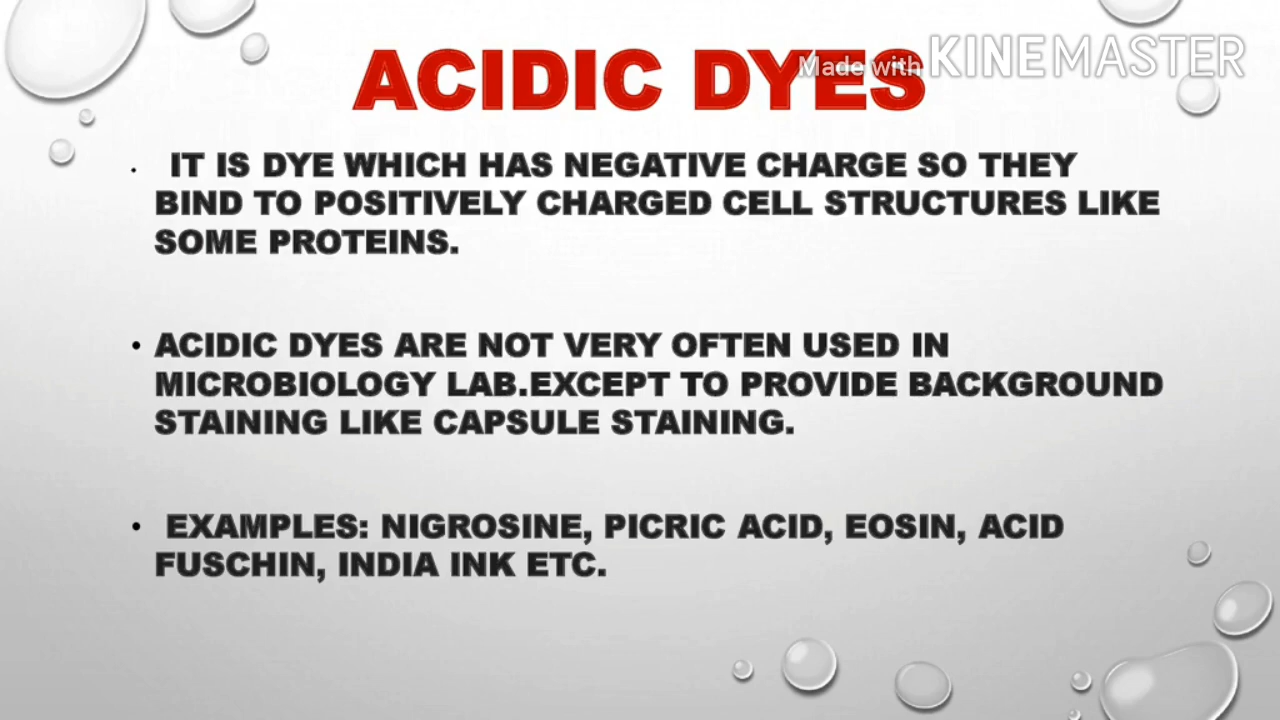 ACIDIC DYES
Made with KINEMASTER
• IT IS DYE WHICH HAS NEGATIVE CHARGE SO THEY
BIND TO POSITIVELY CHARGED CELL STRUCTURES LIKE
SOME PROTEINS.
• ACIDIC DYES ARE NOT VERY OFTEN USED IN
MICROBIOLOGY LAB.EXCEPT TO PROVIDE BACKGROUND
STAINING LIKE CAPSULE STAINING.
• EXAMPLES: NIGROSINE, PICRIC ACID, EOSIN, ACID
FUSCHIN, INDIA INK ETC.